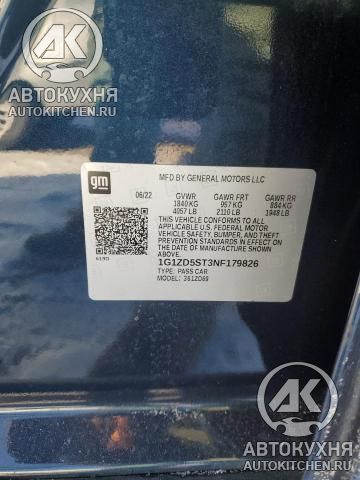 АК
АВТОКУХНЯ
AUTOKITCHEN.RU
gm
MFD BY GENERAL MOTORS LLC
06/22 GVWR GAWR FRT GAWR RR
1840 KG 957 KG 884 KG
4057 LB 2110 LB 1948 LB
THIS VEHICLE CONFORMS TO ALL
APPLICABLE U.S. FEDERAL MOTOR
VEHICLE SAFETY, BUMPER, AND THEFT
PREVENTION STANDARDS IN EFFECT ON
THE DATE OF MANUFACTURE SHOWN ABOVE.
1G1ZD5ST3NF179826
TYPE: PASS CAR
MODEL: 361ZD69
АК
АВТОКУХНЯ
AUTOKITCHEN.RU